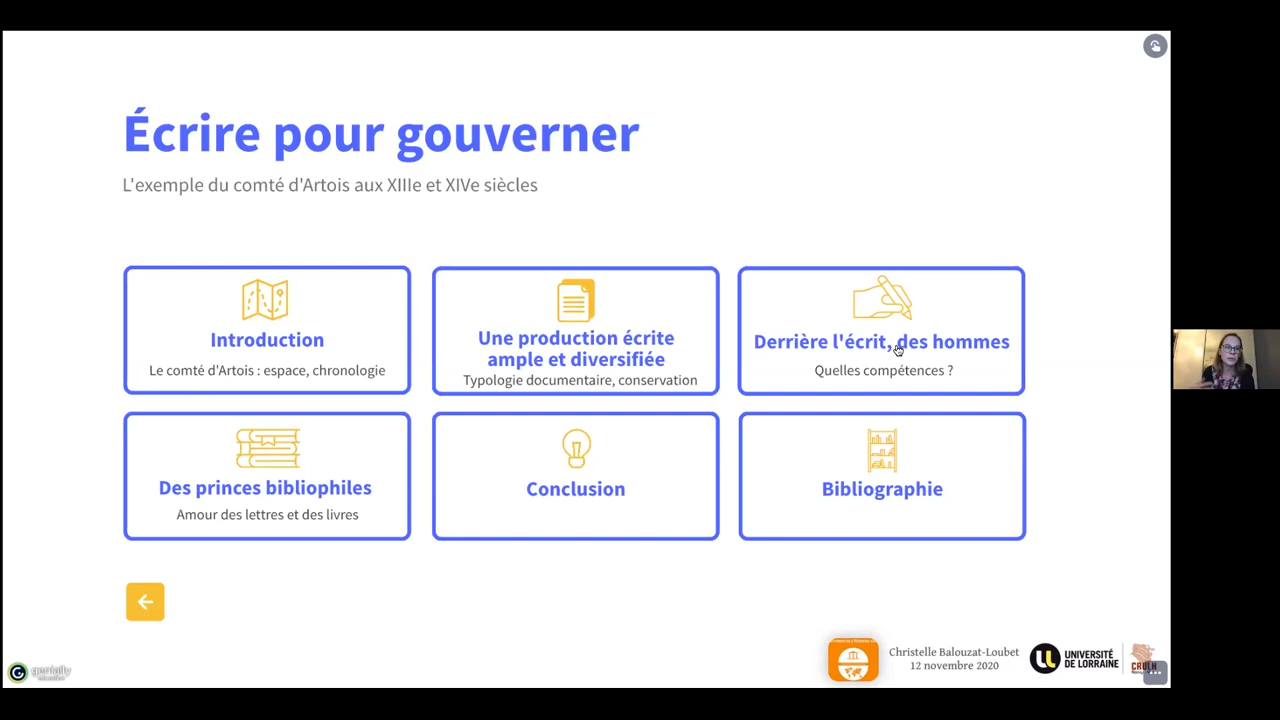 Écrire pour gouverner
L'exemple du comté d'Artois aux XIIIe et XIVe siècles
Introduction
Le comté d'Artois : espace, chronologie
Une production écrite
ample et diversifiée
Typologie documentaire, conservation
Derrière l'écrit, des hommes
Quelles compétences ?
Des princes bibliophiles
Amour des lettres et des livres
Conclusion
Bibliographie
genially
Christelle Balouzat-Loubet
12 novembre 2020
UNIVERSITÉ
DE LORRAINE
CRULH